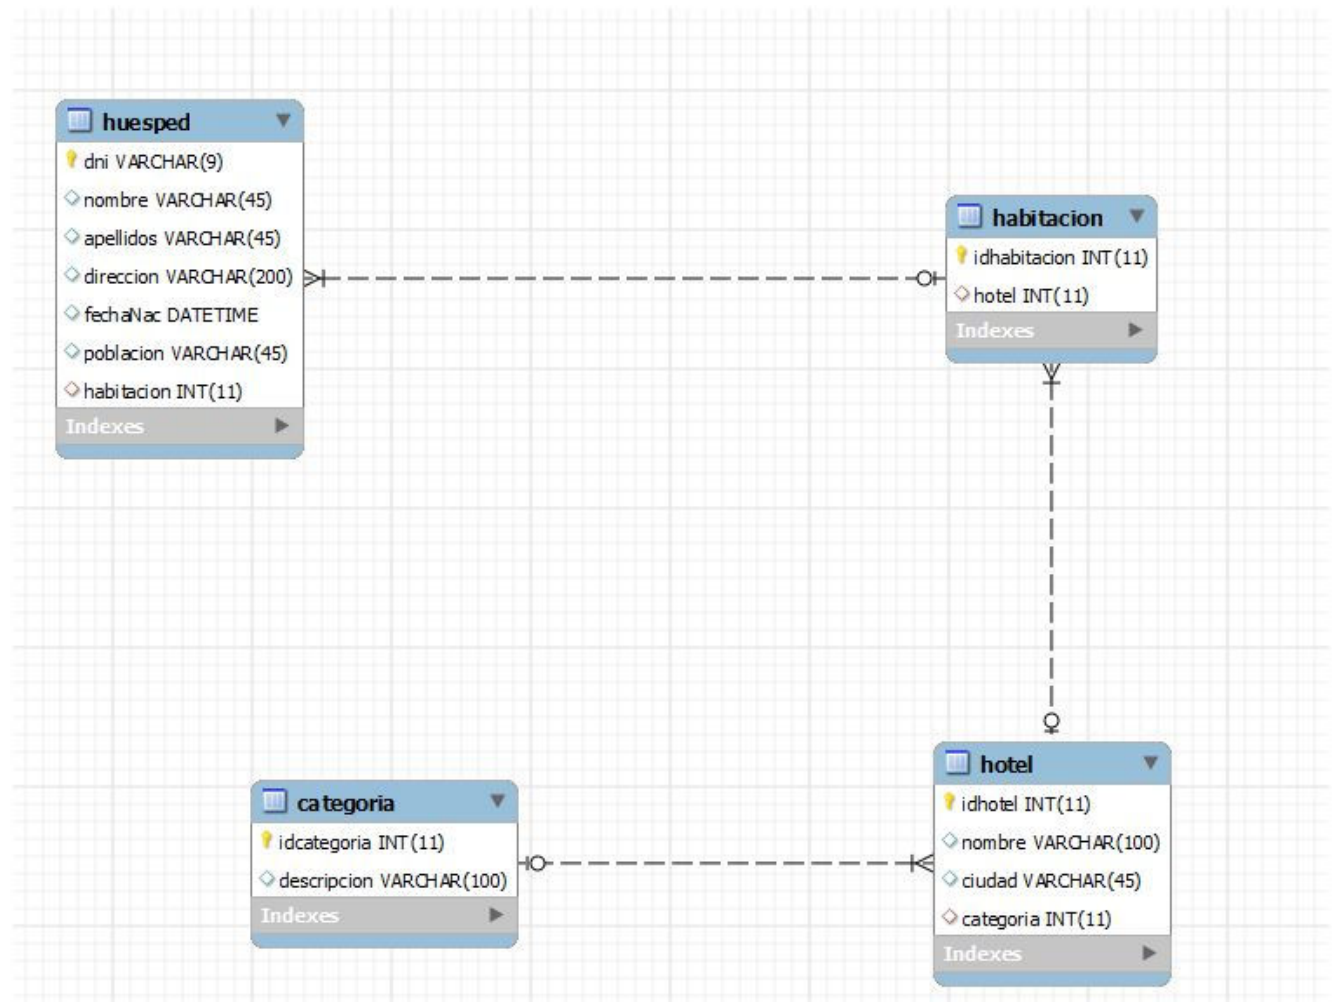 huesped
dni VARCHAR(9)
nombre VARCHAR(45)
apellidos VARCHAR(45)
direccion VARCHAR(200)
fechaNac DATETIME
poblacion VARCHAR(45)
habitacion INT(11)
Indexes
habitacion
idhabitacion INT(11)
hotel INT(11)
Indexes
categoria
idcategoria INT(11)
descripcion VARCHAR(100)
Indexes
hotel
idhotel INT(11)
nombre VARCHAR(100)
ciudad VARCHAR(45)
categoria INT(11)
Indexes